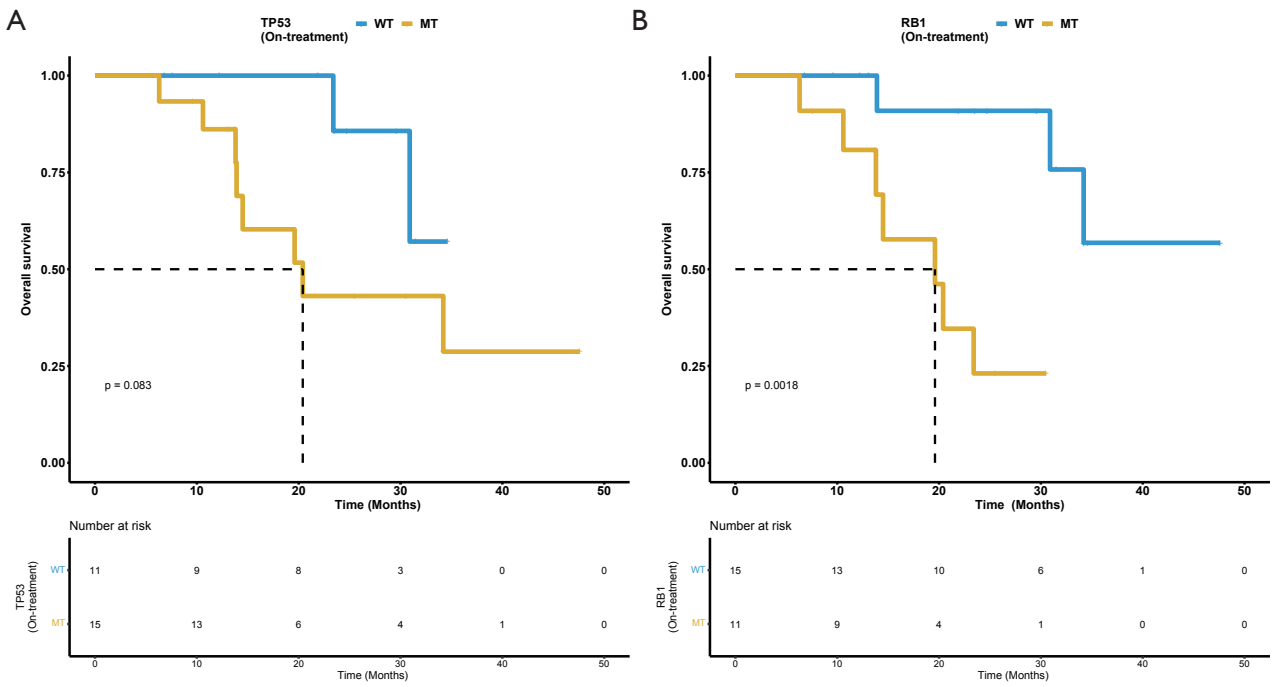 A
TP53
(On-treatment)
WT
MT
1.00
0.75
0.50
0.25
0.00
Overall survival
p = 0.083
0 10 20 30 40 50
Time (Months)
Number at risk
TP53
(On-treatment)
WT 11 9 8 3 0 0
MT 15 13 6 4 1 0
0 10 20 30 40 50
Time (Months)
B
RB1
(On-treatment)
WT
MT
1.00
0.75
0.50
0.25
0.00
Overall survival
p = 0.0018
0 10 20 30 40 50
Time (Months)
Number at risk
RB1
(On-treatment)
WT 15 13 10 6 1 0
MT 11 9 4 1 0 0
0 10 20 30 40 50
Time (Months)